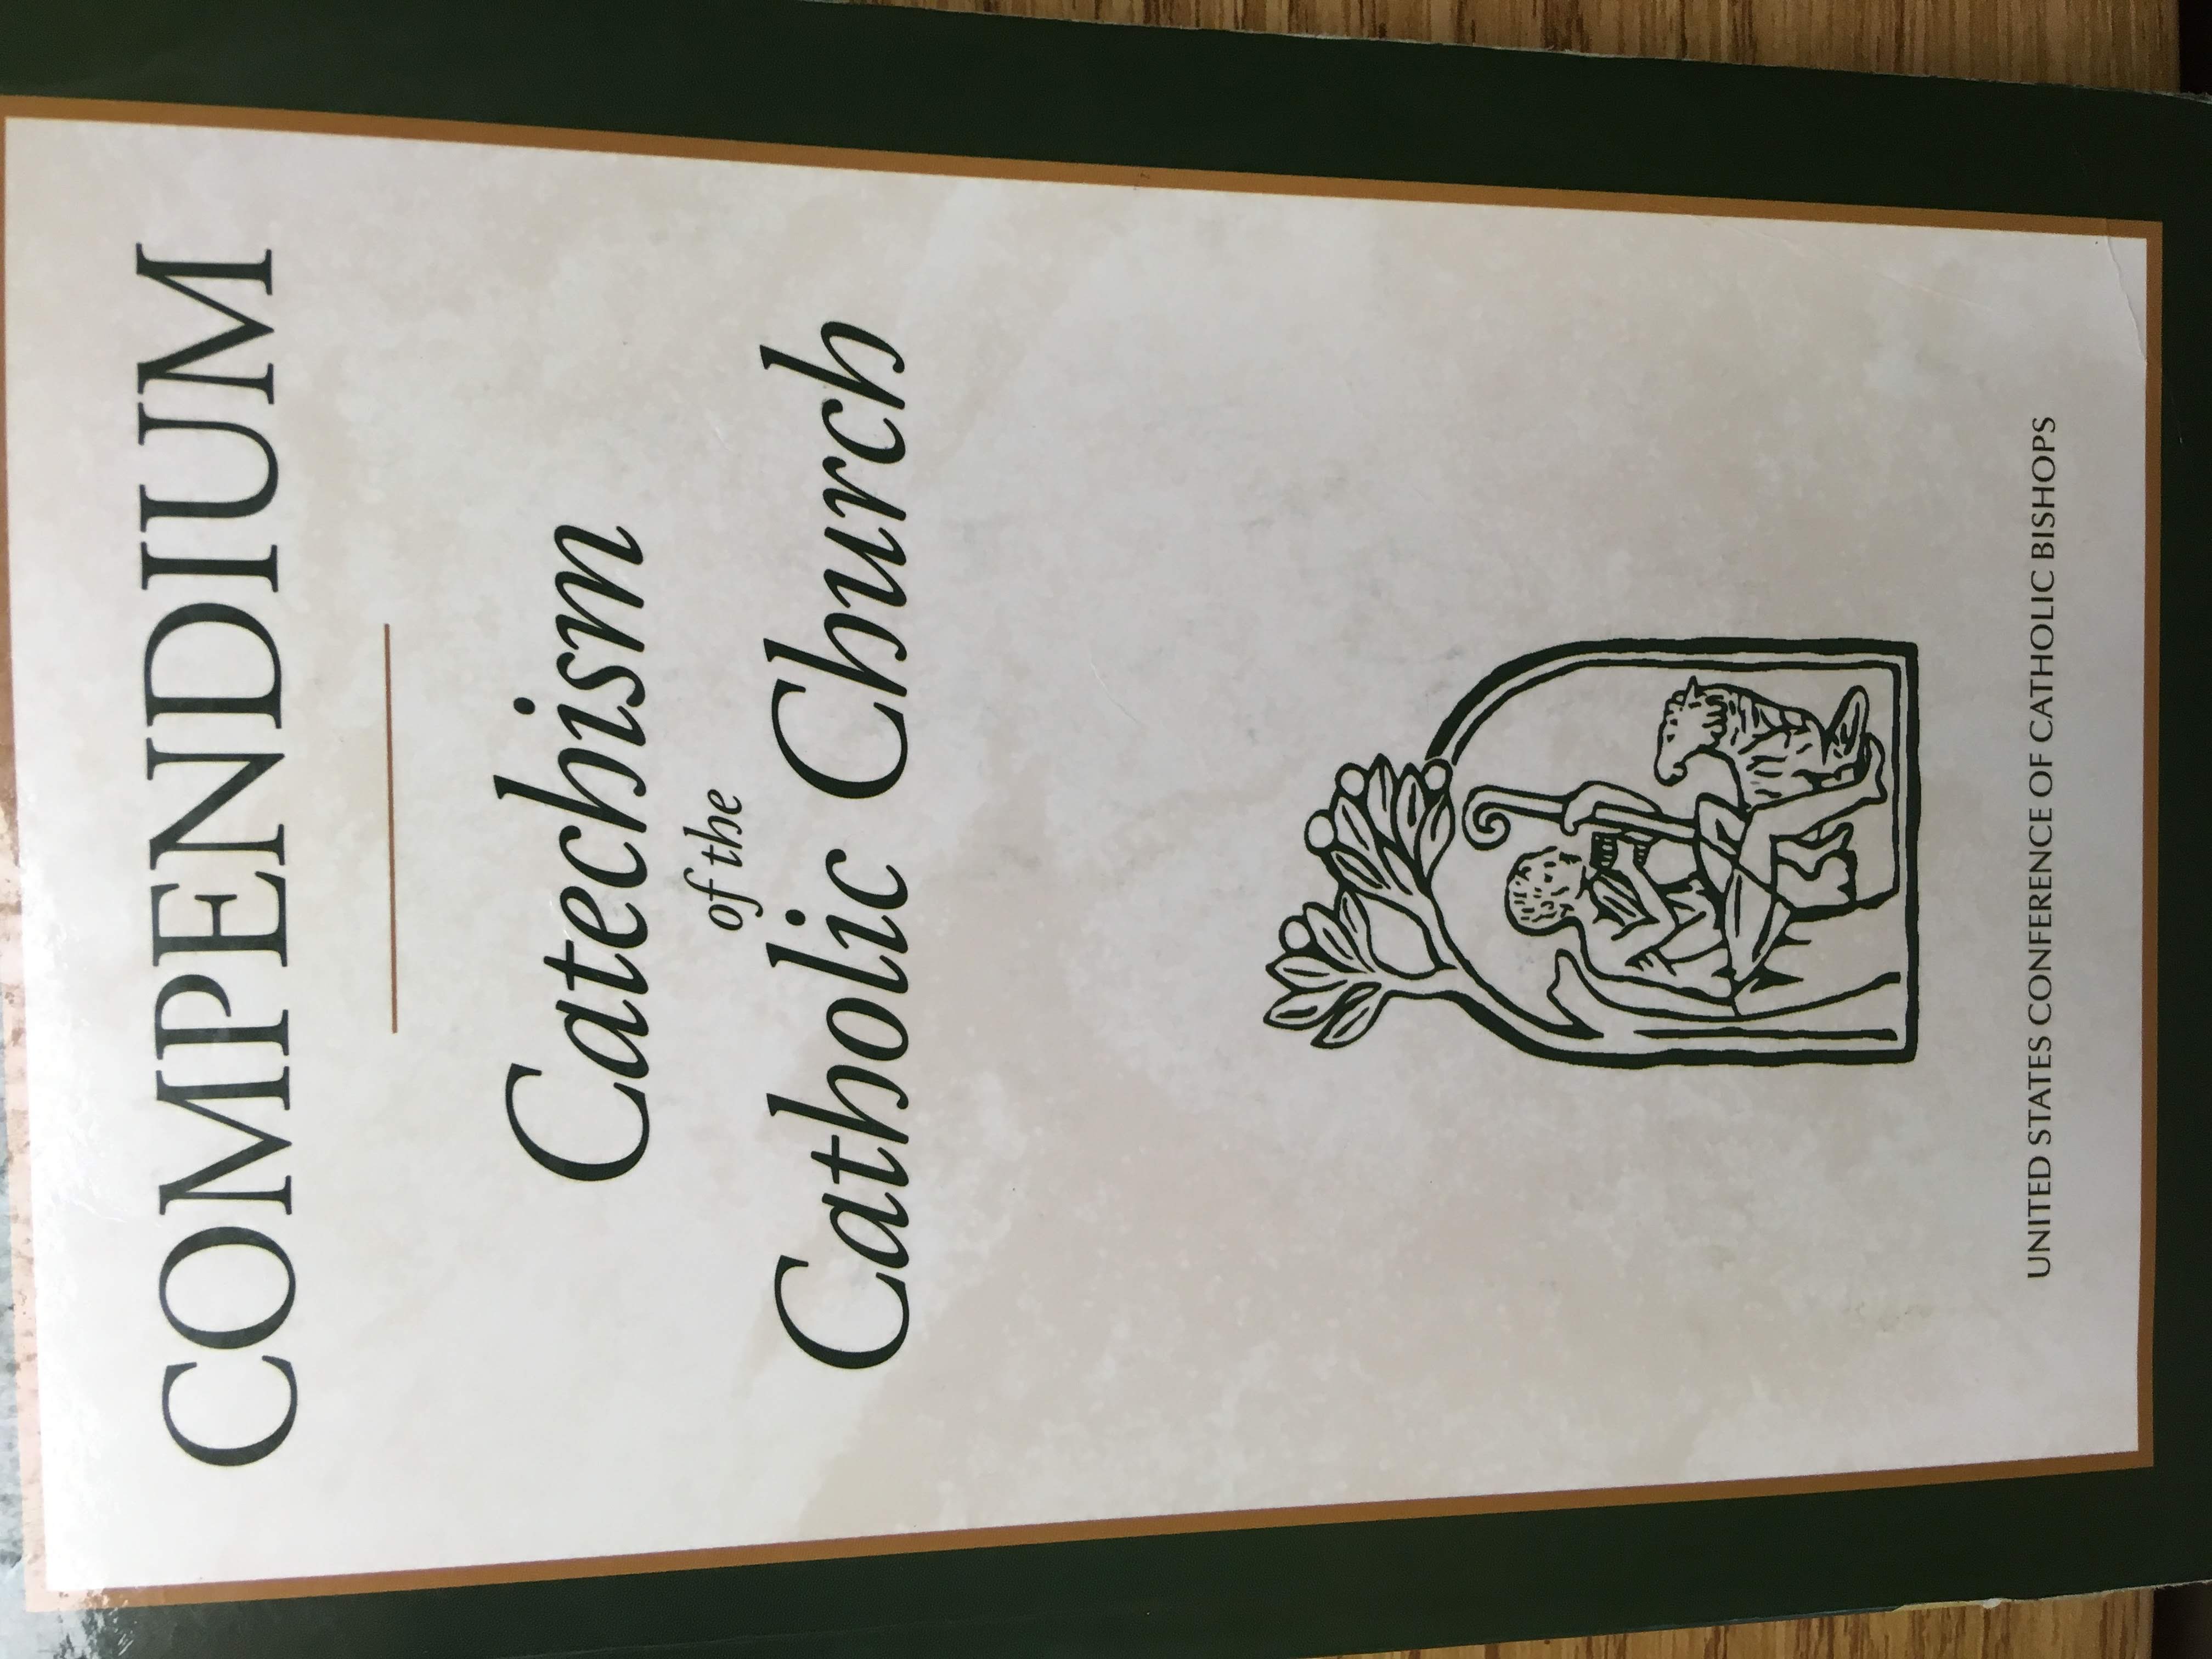 COMPENDIUM
Catechism
of the
Catholic Church
UNITED STATES CONFERENCE OF CATHOLIC BISHOPS